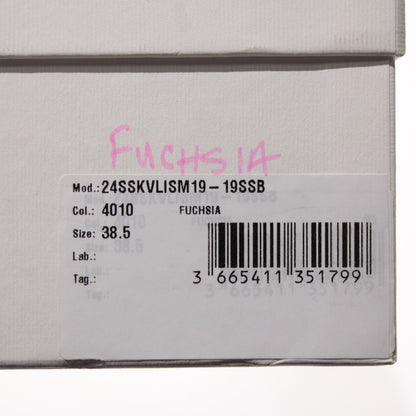 FUCHSIA
Mod.: 24SSKVLISM19-19SSB
Col.: 4010 FUCHSIA
Size: 38.5
Lab.:
Tag.:
3 665411 351799